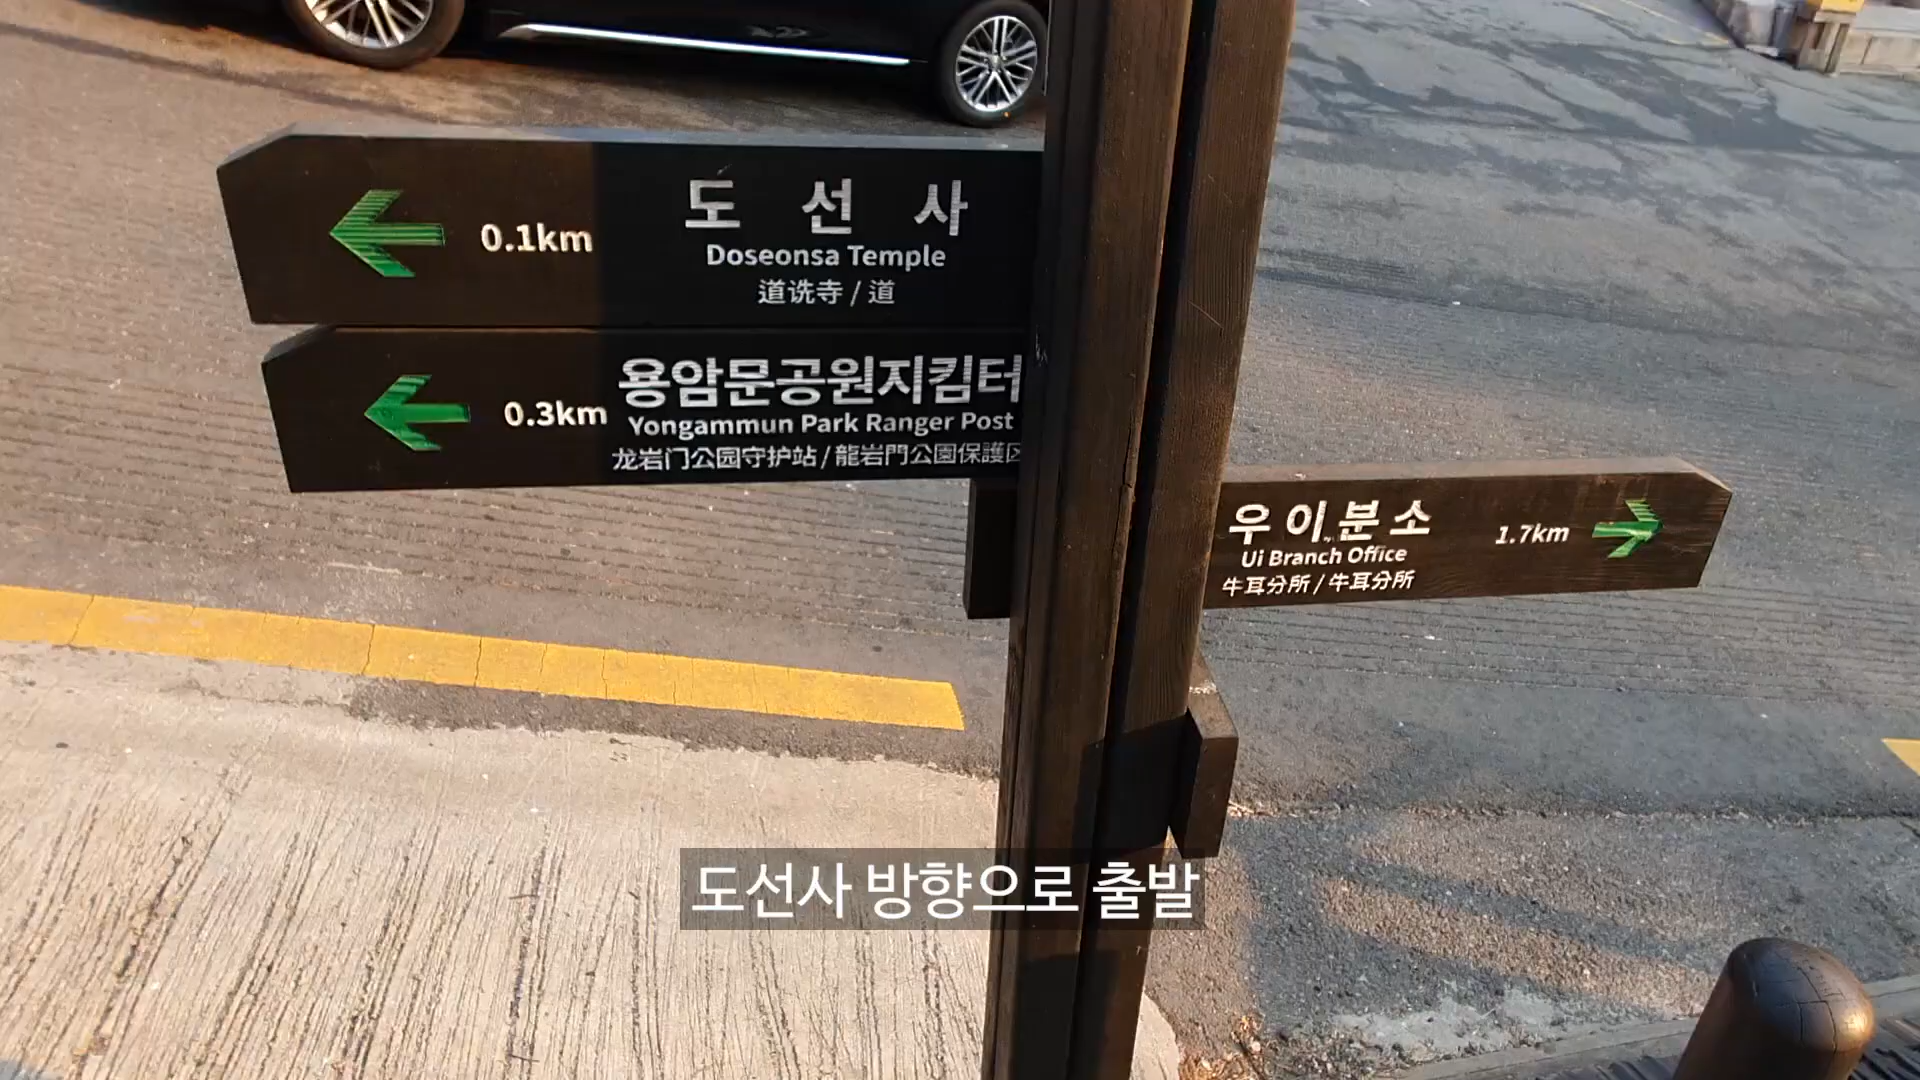 0.1km
도 선 사
Doseonsa Temple
道诜寺 / 道
0.3km
용암문공원지킴터
Yongammun Park Ranger Post
龙岩门公园守护站 / 龍岩門公園保護区
우이분소
Ui Branch Office
牛耳分所 / 牛耳分所
1.7km
도선사 방향으로 출발